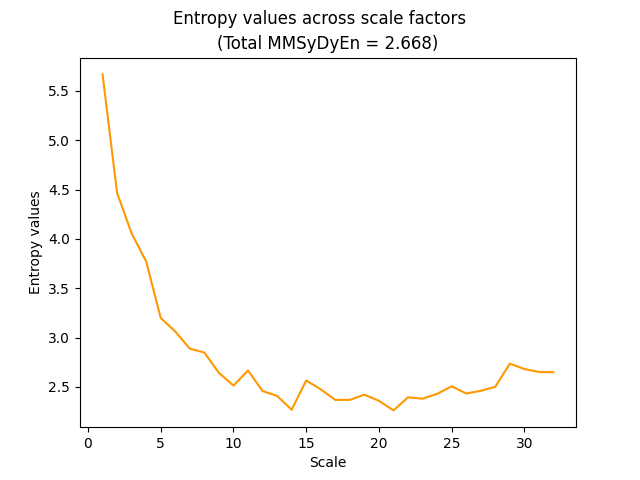 Entropy values across scale factors
(Total MMSyDyEn = 2.668)
Entropy values
5.5
5.0
4.5
4.0
3.5
3.0
2.5
0 5 10 15 20 25 30
Scale